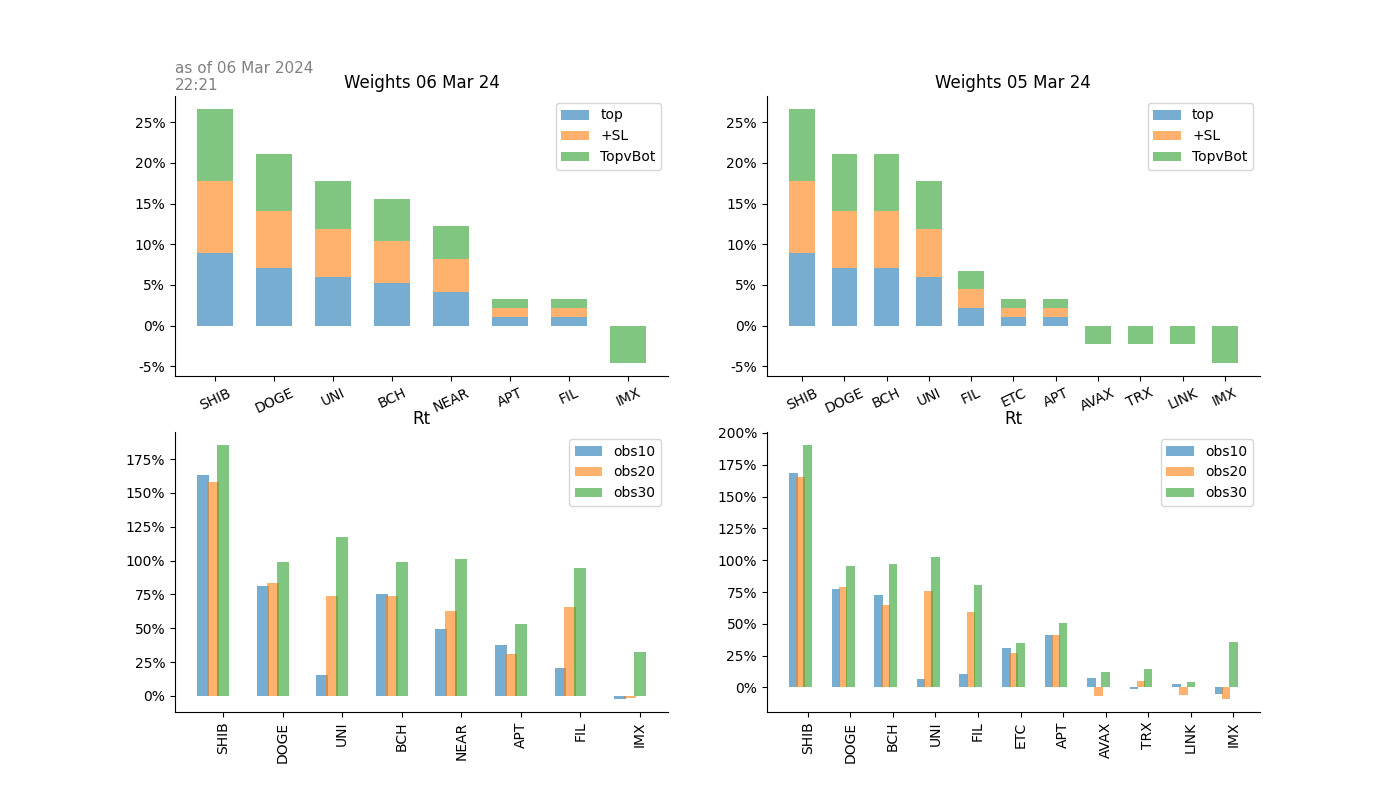 as of 06 Mar 2024
22:21
Weights 06 Mar 24
25%
20%
15%
10%
5%
0%
-5%
top
+SL
TopvBot
SHIB DOGE UNI BCH NEAR APT FIL IMX
Weights 05 Mar 24
25%
20%
15%
10%
5%
0%
-5%
top
+SL
TopvBot
SHIB DOGE BCH UNI FIL ETC APT AVAX TRX LINK IMX
Rt
175%
150%
125%
100%
75%
50%
25%
0%
obs10
obs20
obs30
SHIB DOGE UNI BCH NEAR APT FIL IMX
Rt
200%
175%
150%
125%
100%
75%
50%
25%
0%
obs10
obs20
obs30
SHIB DOGE BCH UNI FIL ETC APT AVAX TRX LINK IMX